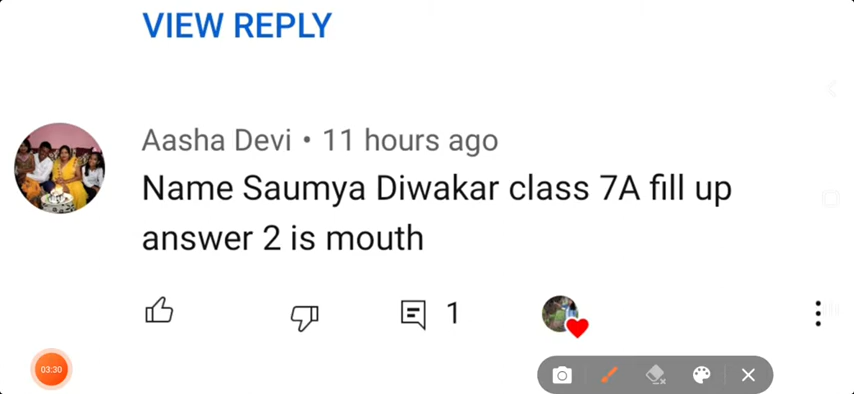 VIEW REPLY
Aasha Devi • 11 hours ago
Name Saumya Diwakar class 7A fill up
answer 2 is mouth
1
03:30